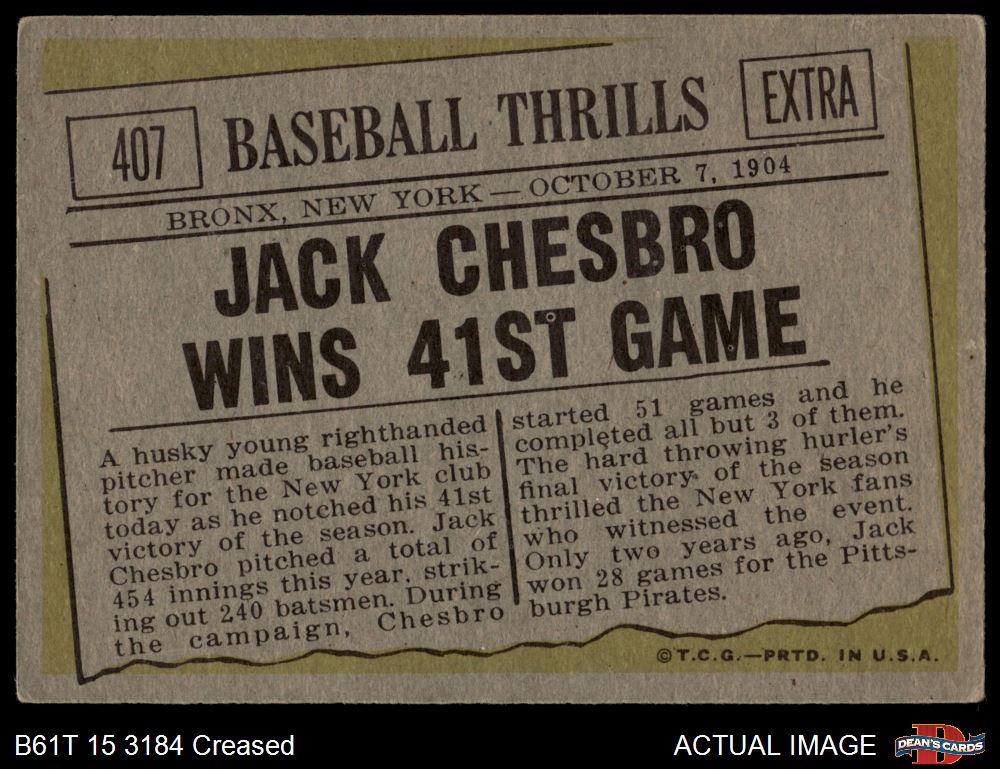 407
BASEBALL THRILLS
EXTRA
BRONX, NEW YORK — OCTOBER 7, 1904
JACK CHESBRO
WINS 41ST GAME
A husky young righthanded
pitcher made baseball his-
tory for the New York club
today as he notched his 41st
victory of the season. Jack
Chesbro pitched a total of
454 innings this year, strik-
ing out 240 batsmen. During
the campaign, Chesbro
started 51 games and he
completed all but 3 of them.
The hard throwing hurler's
final victory of the season
thrilled the New York fans
who witnessed the event.
Only two years ago, Jack
won 28 games for the Pitts-
burgh Pirates.
© T.C.G.—PRTD. IN U.S.A.
B61T 15 3184 Creased
ACTUAL IMAGE
DEAN'S CARDS